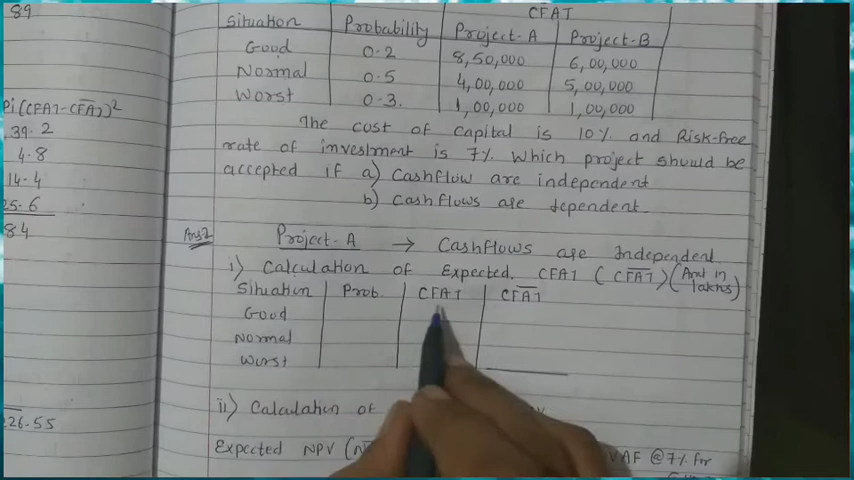 89
Pi(CFAT-CFAT)²
39.2
4.8
14.4
25.6
84
226.55
CFAT
Situation Probability Project-A Project-B
Good 0.2 8,50,000 6,00,000
Normal 0.5 4,00,000 5,00,000
Worst 0.3. 1,00,000 1,00,000
The cost of capital is 10% and Risk-free
rate of investment is 7%. Which project should be
accepted if a) Cashflow are independent
b) Cashflows are dependent.
Ans2 Project-A → Cashflows are Independent
i) Calculation of Expected. CFAT (CFAT) (Amt in lakhs)
Situation Prob. CFAT CFAT
Good
Normal
Worst
ii) Calculation of
Expected NPV VAF @7% for